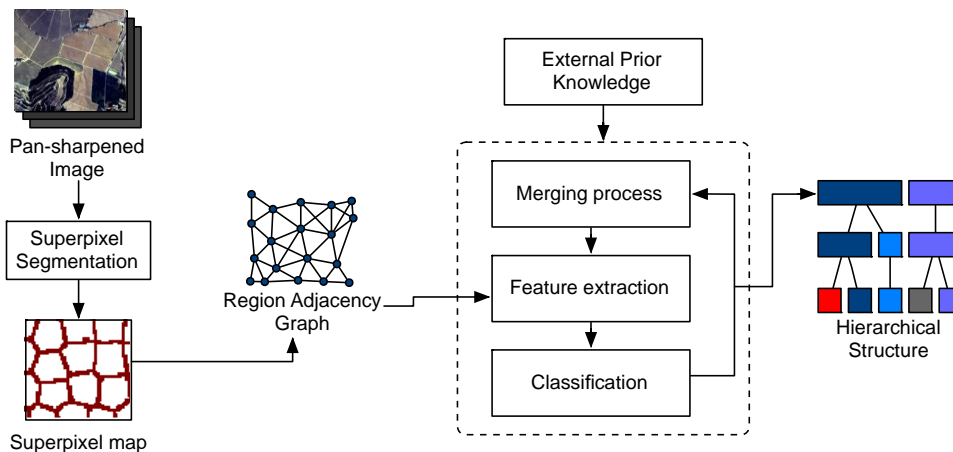 Pan-sharpened
Image
Superpixel
Segmentation
Superpixel map
Region Adjacency
Graph
External Prior
Knowledge
Merging process
Feature extraction
Classification
Hierarchical
Structure